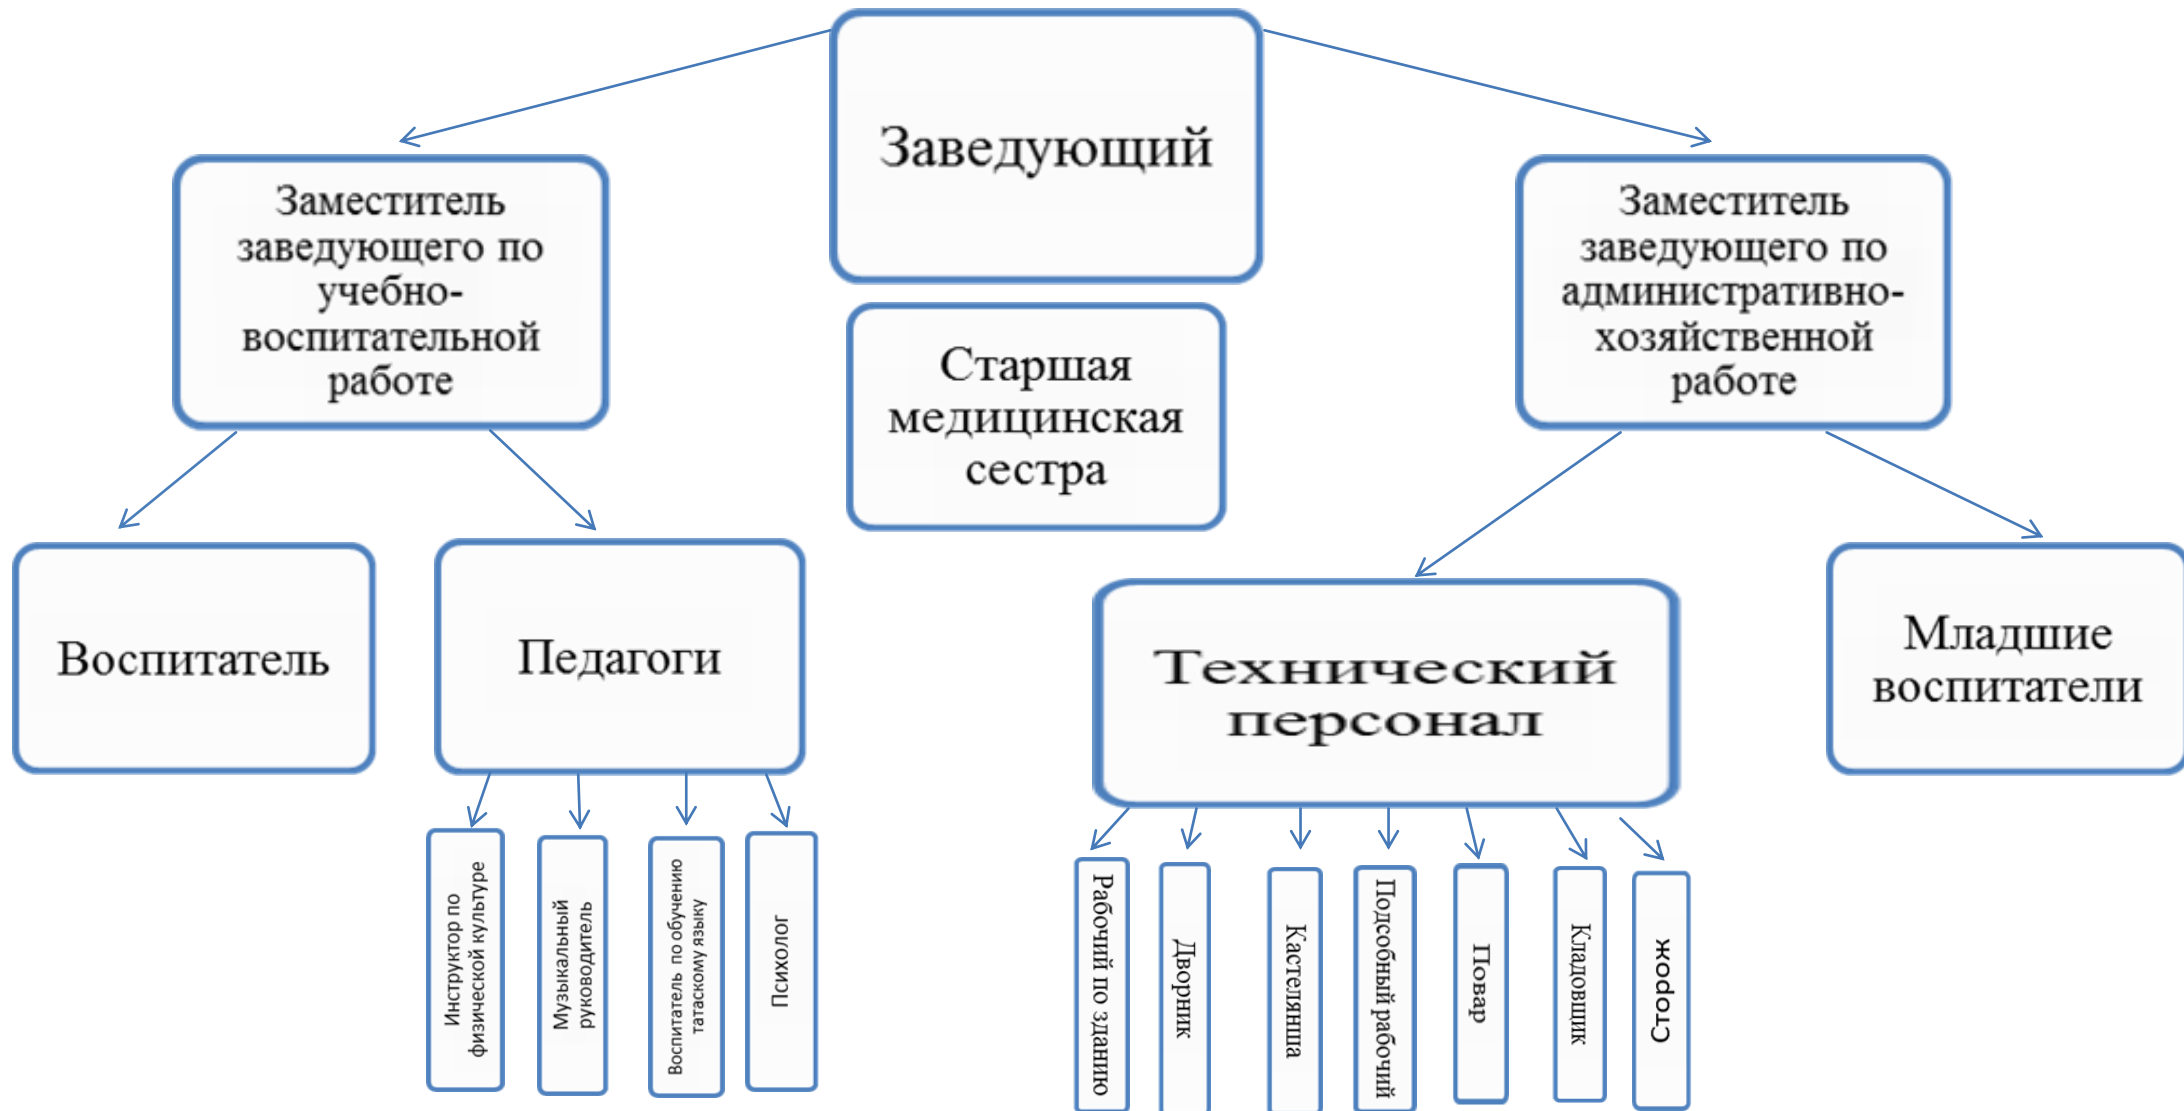 Заведующий
Заместитель
заведующего по
учебно-
воспитательной
работе
Старшая
медицинская
сестра
Заместитель
заведующего по
административно-
хозяйственной
работе
Воспитатель
Педагоги
Технический
персонал
Младшие
воспитатели
Инструктор по
физической культуре
Музыкальный
руководитель
Воспитатель по обучению
татаскому языку
Психолог
Рабочий по зданию
Дворник
Кастелянша
Подсобный рабочий
Повар
Кладовщик
Сторож